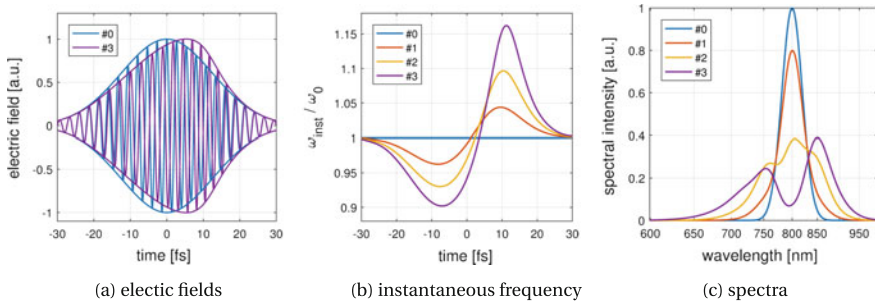 #0
#3
electric field [a.u.]
1
0.5
0
-0.5
-1
-30 -20 -10 0 10 20 30
time [fs]
(a) electic fields
#0
#1
#2
#3
ω_inst / ω_0
1.15
1.1
1.05
1
0.95
0.9
-30 -20 -10 0 10 20 30
time [fs]
(b) instantaneous frequency
#0
#1
#2
#3
spectral intensity [a.u.]
1
0.8
0.6
0.4
0.2
0
600 700 750 800 850 950
wavelength [nm]
(c) spectra